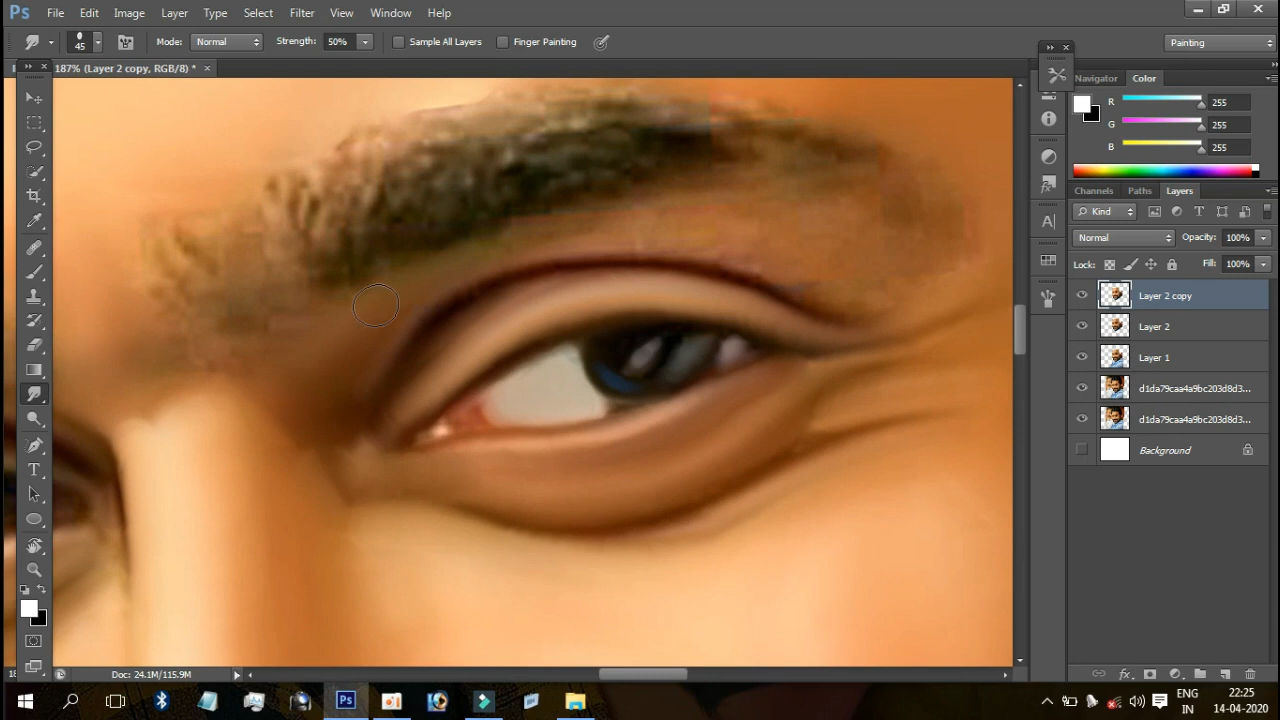 Ps File Edit Image Layer Type Select Filter View Window Help
45 Mode: Normal Strength: 50% Sample All Layers Finger Painting Painting
187% (Layer 2 copy, RGB/8) * ×
Navigator Color
R 255
G 255
B 255
Channels Paths Layers
Kind
Normal Opacity: 100%
Lock: Fill: 100%
Layer 2 copy
Layer 2
Layer 1
d1da79caa4a9bc203d8d3...
d1da79caa4a9bc203d8d3...
Background
18 Doc: 24.1M/115.9M
ENG 22:25
IN 14-04-2020